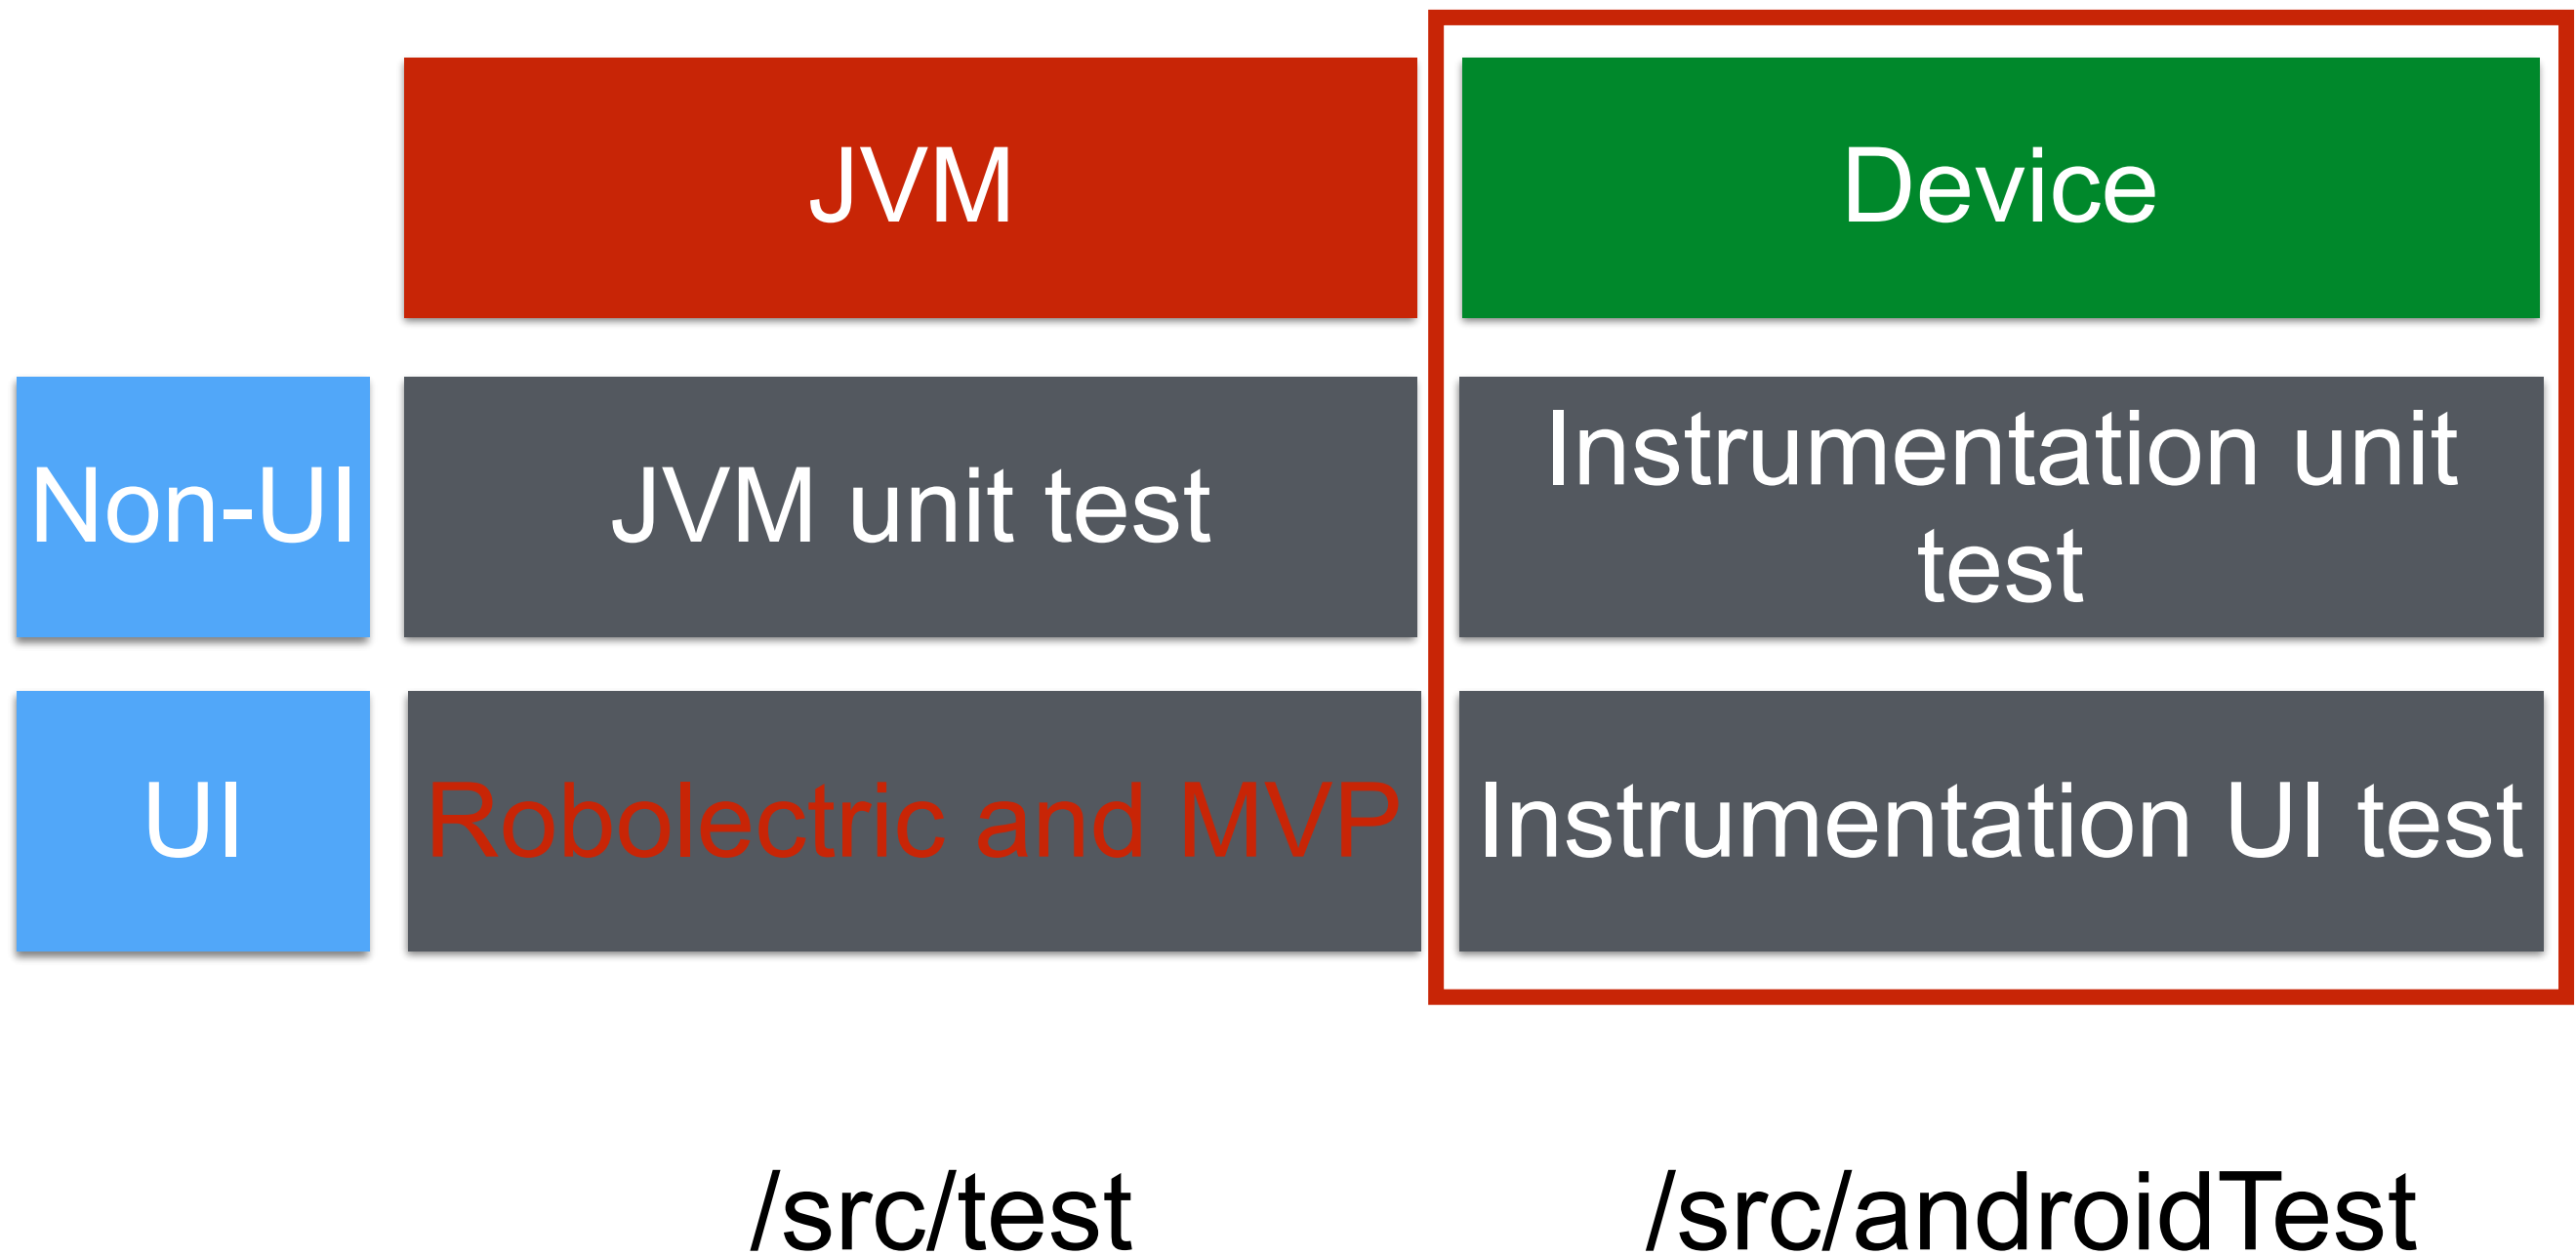 JVM
Device
Non-UI
JVM unit test
Instrumentation unit
test
UI
Robolectric and MVP
Instrumentation UI test
/src/test
/src/androidTest